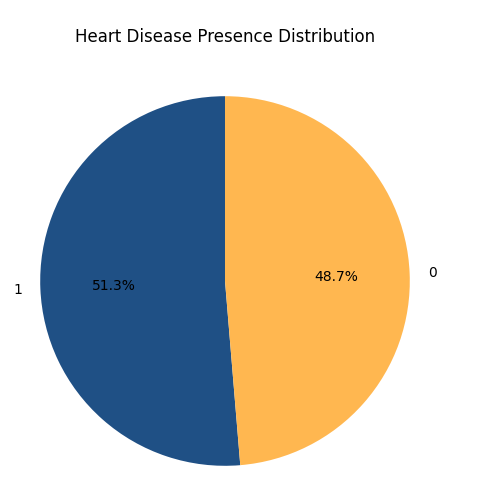 Heart Disease Presence Distribution
0
48.7%
51.3%
1